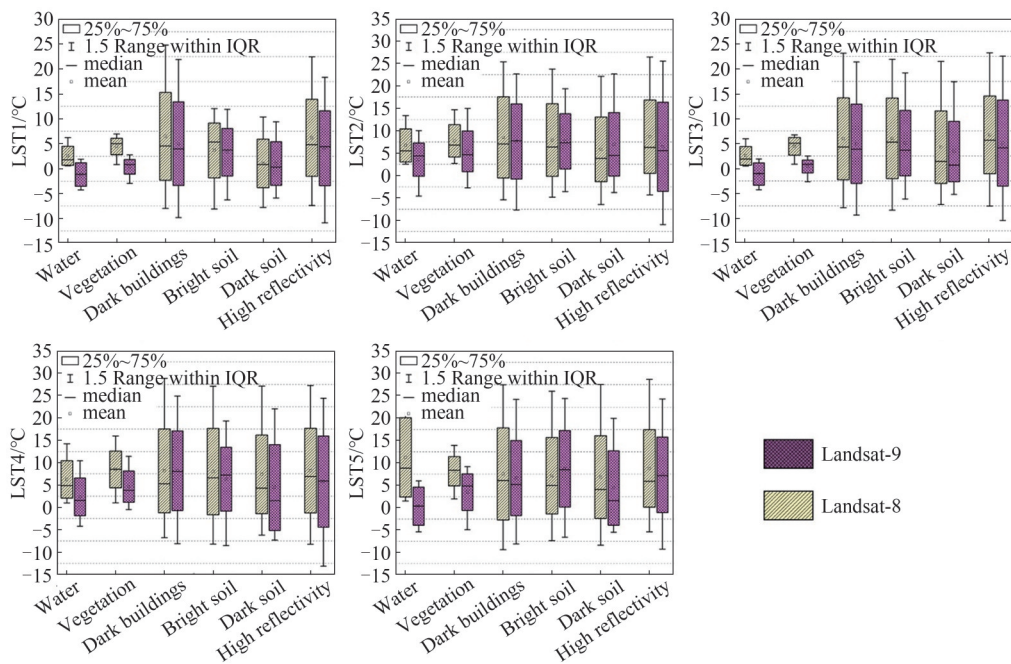 30
25
20
15
10
5
0
−5
−10
−15
LST1/°C
25%~75%
1.5 Range within IQR
median
mean
Water
Vegetation
Dark buildings
Bright soil
Dark soil
High reflectivity
35
30
25
20
15
10
5
0
−5
−10
−15
LST2/°C
25%~75%
1.5 Range within IQR
median
mean
Water
Vegetation
Dark buildings
Bright soil
Dark soil
High reflectivity
30
25
20
15
10
5
0
−5
−10
−15
LST3/°C
25%~75%
1.5 Range within IQR
median
mean
Water
Vegetation
Dark buildings
Bright soil
Dark soil
High reflectivity
35
30
25
20
15
10
5
0
−5
−10
−15
LST4/°C
25%~75%
1.5 Range within IQR
median
mean
Water
Vegetation
Dark buildings
Bright soil
Dark soil
High reflectivity
35
30
25
20
15
10
5
0
−5
−10
−15
LST5/°C
25%~75%
1.5 Range within IQR
median
mean
Water
Vegetation
Dark buildings
Bright soil
Dark soil
High reflectivity
Landsat-9
Landsat-8